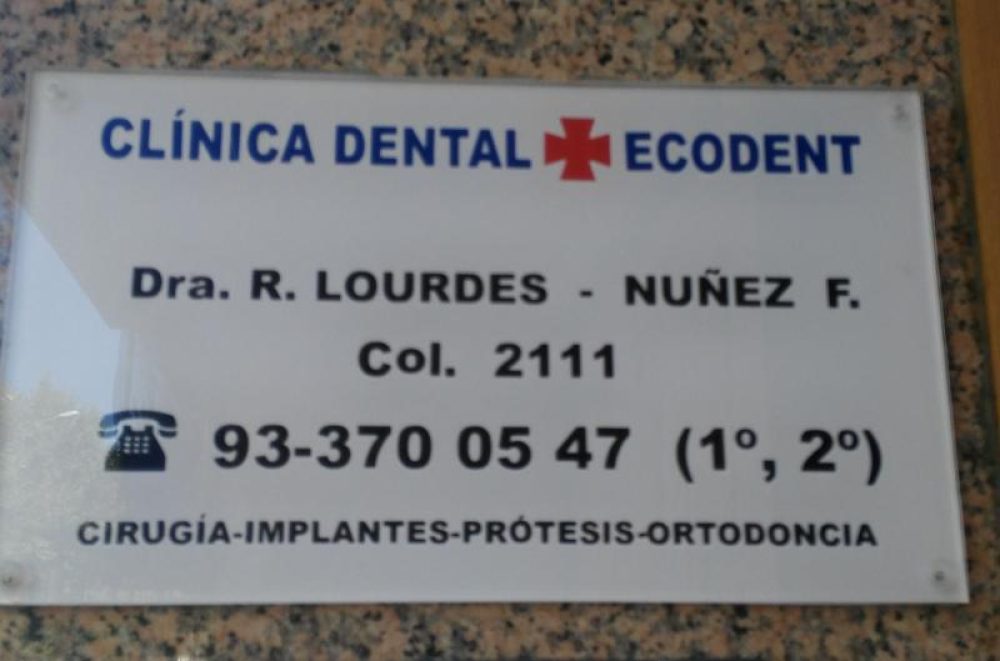 CLÍNICA DENTAL ECODENT
Dra. R. LOURDES - NUÑEZ F.
Col. 2111
93-370 05 47 (1º, 2º)
CIRUGÍA-IMPLANTES-PRÓTESIS-ORTODONCIA